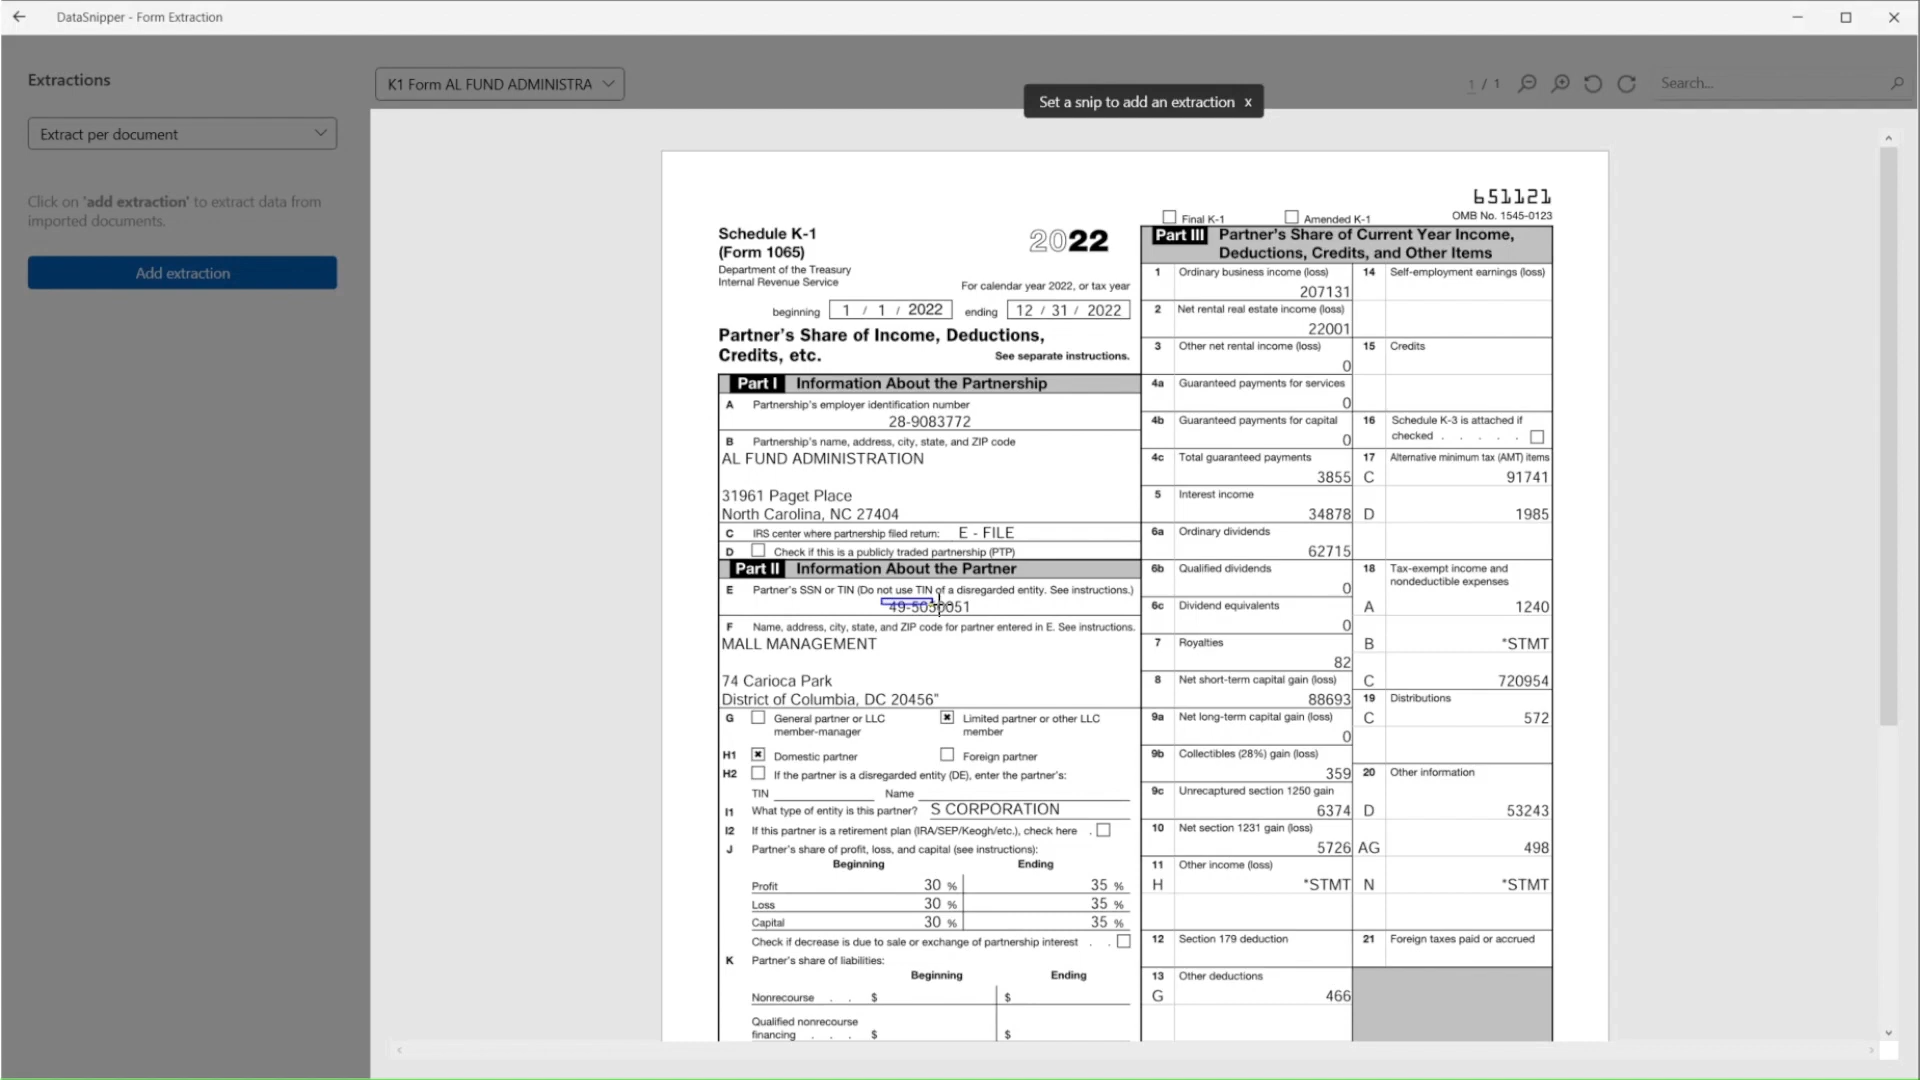 DataSnipper - Form Extraction
Extractions
K1 Form AL FUND ADMINISTRA
1 / 1
Search...
Set a snip to add an extraction x
Extract per document
Click on 'add extraction' to extract data from
imported documents.
Add extraction
651121
Final K-1 Amended K-1 OMB No. 1545-0123
Schedule K-1
(Form 1065)
2022
Department of the Treasury
Internal Revenue Service
For calendar year 2022, or tax year
beginning 1 / 1 / 2022 ending 12 / 31 / 2022
Partner's Share of Income, Deductions,
Credits, etc. See separate instructions.
Part I Information About the Partnership
A Partnership's employer identification number
28-9083772
B Partnership's name, address, city, state, and ZIP code
AL FUND ADMINISTRATION
31961 Paget Place
North Carolina, NC 27404
C IRS center where partnership filed return: E - FILE
D Check if this is a publicly traded partnership (PTP)
Part II Information About the Partner
E Partner's SSN or TIN (Do not use TIN of a disregarded entity. See instructions.)
F Name, address, city, state, and ZIP code for partner entered in E. See instructions.
MALL MANAGEMENT
74 Carioca Park
District of Columbia, DC 20456"
G General partner or LLC Limited partner or other LLC
member-manager member
H1 Domestic partner Foreign partner
H2 If the partner is a disregarded entity (DE), enter the partner's:
TIN Name
I1 What type of entity is this partner? S CORPORATION
I2 If this partner is a retirement plan (IRA/SEP/Keogh/etc.), check here .
J Partner's share of profit, loss, and capital (see instructions):
Beginning Ending
Profit 30 % 35 %
Loss 30 % 35 %
Capital 30 % 35 %
Check if decrease is due to sale or exchange of partnership interest . .
K Partner's share of liabilities:
Beginning Ending
Nonrecourse . . $ $
Qualified nonrecourse
financing . . . $ $
Part III Partner's Share of Current Year Income,
Deductions, Credits, and Other Items
1 Ordinary business income (loss)
207131
2 Net rental real estate income (loss)
22001
3 Other net rental income (loss)
0
4a Guaranteed payments for services
0
4b Guaranteed payments for capital
0
4c Total guaranteed payments
3855
5 Interest income
34878
6a Ordinary dividends
62715
6b Qualified dividends
0
6c Dividend equivalents
0
7 Royalties
82
8 Net short-term capital gain (loss)
88693
9a Net long-term capital gain (loss)
0
9b Collectibles (28%) gain (loss)
359
9c Unrecaptured section 1250 gain
6374
10 Net section 1231 gain (loss)
5726
11 Other income (loss)
H *STMT
12 Section 179 deduction
13 Other deductions
G 466
14 Self-employment earnings (loss)
15 Credits
16 Schedule K-3 is attached if
checked . . . . .
17 Alternative minimum tax (AMT) items
C 91741
D 1985
18 Tax-exempt income and
nondeductible expenses
A 1240
B *STMT
C 720954
19 Distributions
C 572
20 Other information
D 53243
AG 498
N *STMT
21 Foreign taxes paid or accrued